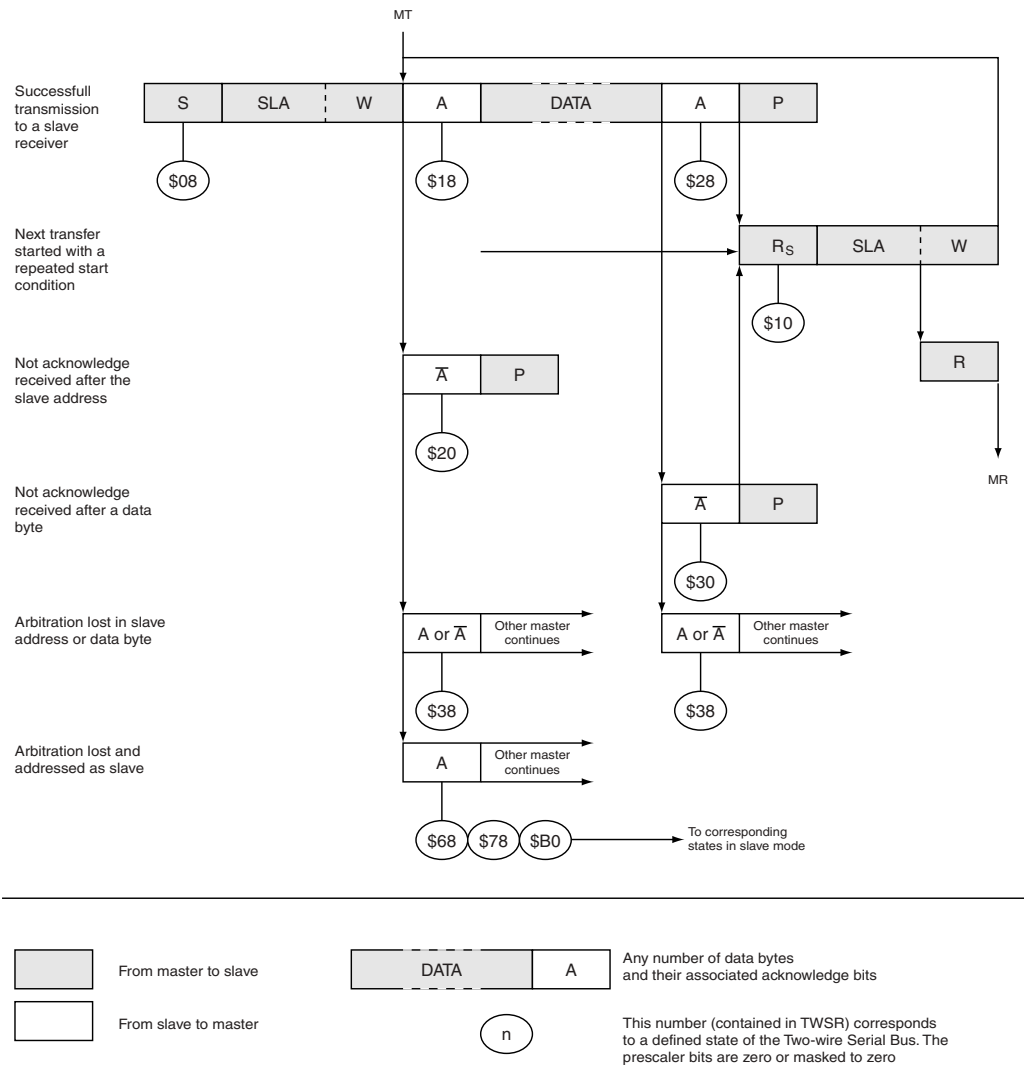 MT
Successfull
transmission
to a slave
receiver
S SLA W A DATA A P
$08 $18 $28
Next transfer
started with a
repeated start
condition
RS SLA W
$10
Not acknowledge
received after the
slave address
A̅ P
R
$20
MR
Not acknowledge
received after a data
byte
A̅ P
$30
Arbitration lost in slave
address or data byte
A or A̅
Other master
continues
A or A̅
Other master
continues
$38 $38
Arbitration lost and
addressed as slave
A
Other master
continues
$68 $78 $B0
To corresponding
states in slave mode
From master to slave
DATA A
Any number of data bytes
and their associated acknowledge bits
From slave to master
n
This number (contained in TWSR) corresponds
to a defined state of the Two-wire Serial Bus. The
prescaler bits are zero or masked to zero